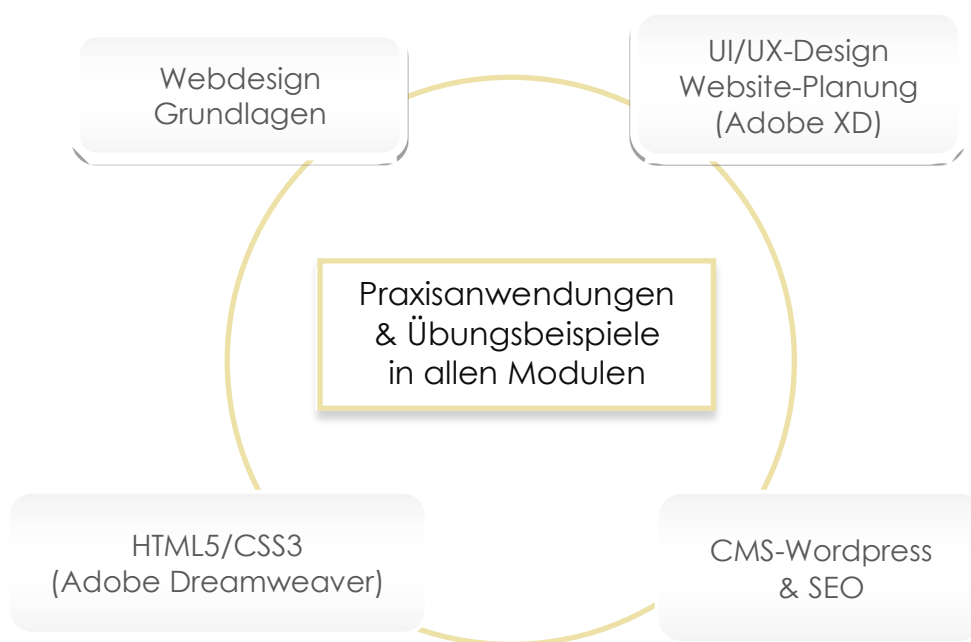 Webdesign
Grundlagen
UI/UX-Design
Website-Planung
(Adobe XD)
Praxisanwendungen
& Übungsbeispiele
in allen Modulen
HTML5/CSS3
(Adobe Dreamweaver)
CMS-Wordpress
& SEO